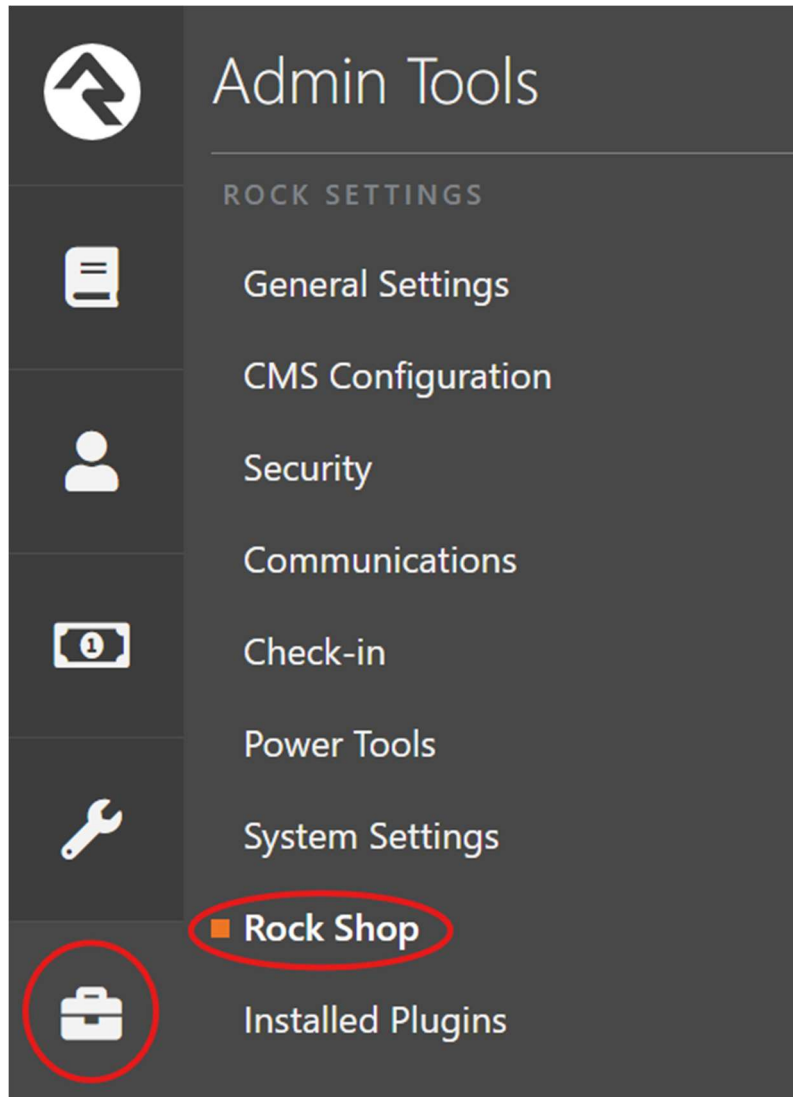 Admin Tools
ROCK SETTINGS
General Settings
CMS Configuration
Security
Communications
Check-in
1
Power Tools
System Settings
Rock Shop
Installed Plugins